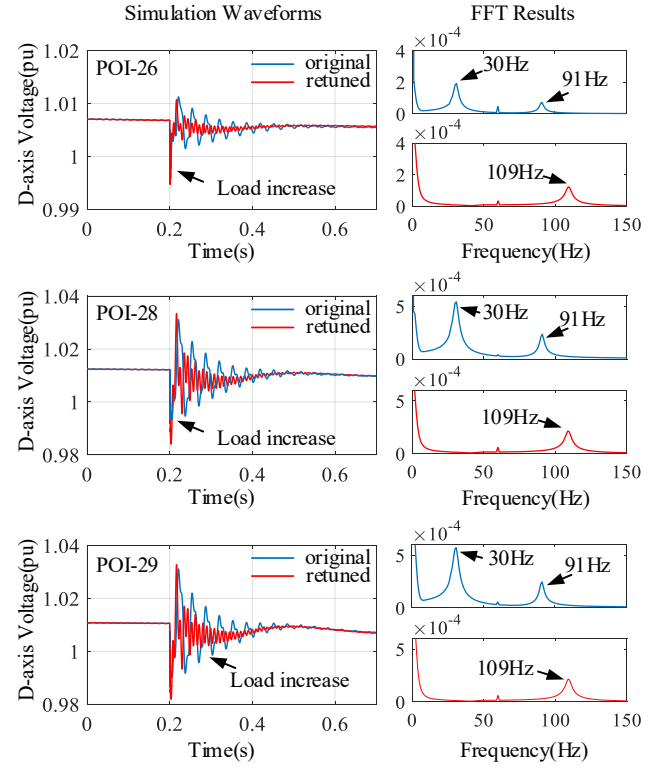 Simulation Waveforms
FFT Results
D-axis Voltage(pu)
1.02
1.01
1
0.99
POI-26
original
retuned
Load increase
0
0.2
0.4
0.6
Time(s)
×10⁻⁴
4
2
0
30Hz
91Hz
×10⁻⁴
4
2
0
109Hz
0
50
100
150
Frequency(Hz)
D-axis Voltage(pu)
1.04
1.02
1
0.98
POI-28
original
retuned
Load increase
0
0.2
0.4
0.6
Time(s)
×10⁻⁴
5
0
30Hz
91Hz
×10⁻⁴
5
0
109Hz
0
50
100
150
Frequency(Hz)
D-axis Voltage(pu)
1.04
1.02
1
0.98
POI-29
original
retuned
Load increase
0
0.2
0.4
0.6
Time(s)
×10⁻⁴
5
0
30Hz
91Hz
×10⁻⁴
5
0
109Hz
0
50
100
150
Frequency(Hz)